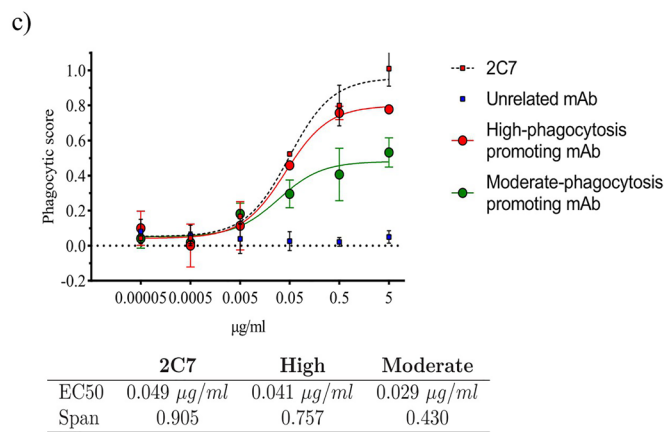 c)
1.0
0.8
0.6
0.4
0.2
0.0
-0.2
Phagocytic score
0.00005 0.0005 0.005 0.05 0.5 5
μg/ml
2C7
Unrelated mAb
High-phagocytosis
promoting mAb
Moderate-phagocytosis
promoting mAb
2C7 High Moderate
EC50 0.049 μg/ml 0.041 μg/ml 0.029 μg/ml
Span 0.905 0.757 0.430